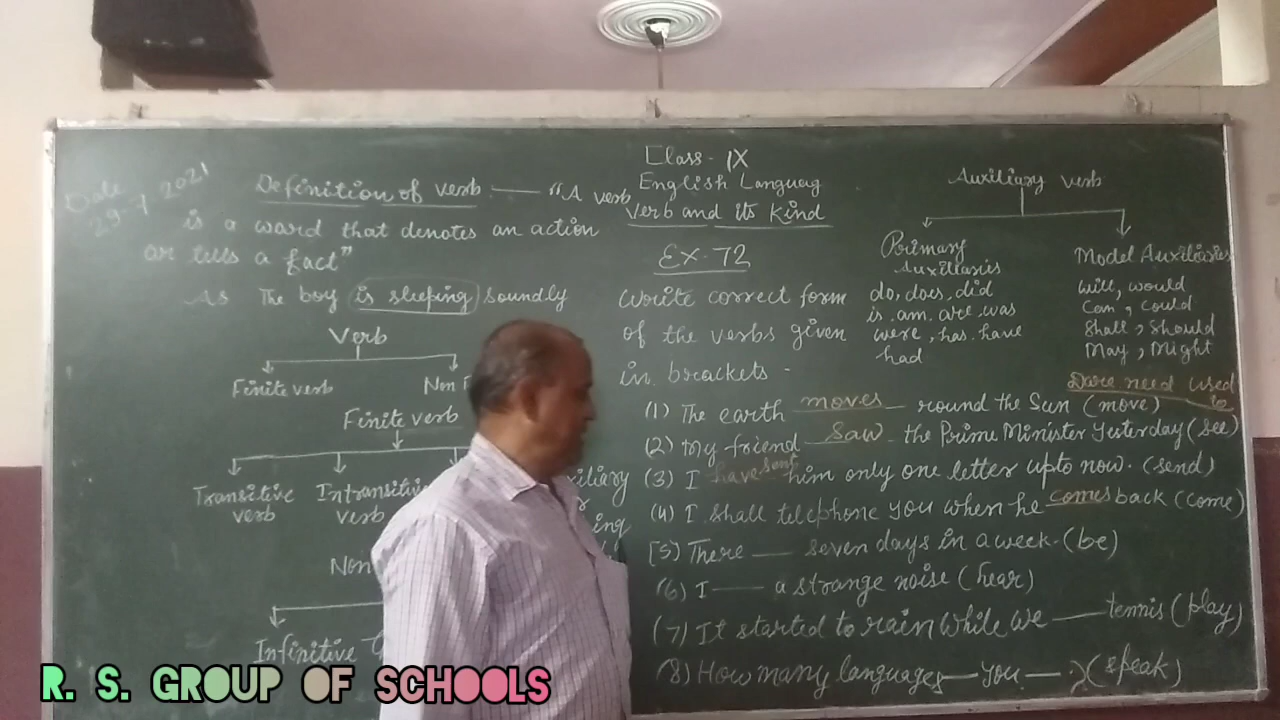 Date
29-7-2021
Class - IX
English Languag
Verb and its Kind
Definition of verb — "A verb
is a word that denotes an action
or tells a fact"
As The boy is sleeping soundly
Verb
Finite verb Non
Finite verb
Transitive verb
Intransitive verb
Non
Infinitive
Ex. 72
Write correct form
of the verbs given
in brackets -
(1) The earth moves round the Sun (move)
(2) My friend saw the Prime Minister yesterday (see)
(3) I have sent him only one letter upto now. (send)
(4) I shall telephone you when he comes back (come)
(5) There — seven days in a week. (be)
(6) I — a strange noise (hear)
(7) It started to rain while we — tennis (play)
(8) How many languages — you — ? (speak)
Auxiliary verb
Primary
Auxiliaries
do, does, did
is, am, are, was
were, has, have
had
Model Auxiliaries
will, would
Can, Could
Shall, Should
May, Might
Dare need used
to
R. S. GROUP OF SCHOOLS